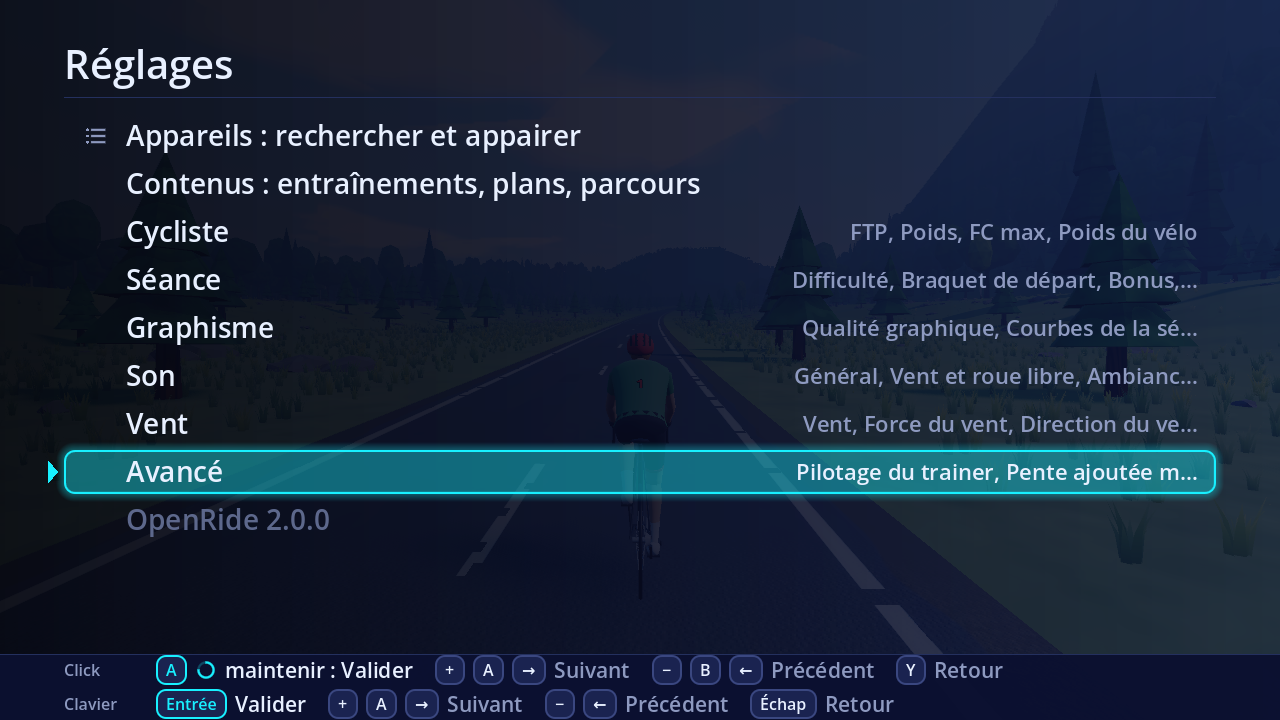 Réglages
Appareils : rechercher et appairer
Contenus : entraînements, plans, parcours
Cycliste FTP, Poids, FC max, Poids du vélo
Séance Difficulté, Braquet de départ, Bonus,...
Graphisme Qualité graphique, Courbes de la sé...
Son Général, Vent et roue libre, Ambianc...
Vent Vent, Force du vent, Direction du ve...
Avancé Pilotage du trainer, Pente ajoutée m...
OpenRide 2.0.0
Click A maintenir : Valider + A → Suivant − B ← Précédent Y Retour
Clavier Entrée Valider + A → Suivant − ← Précédent Échap Retour